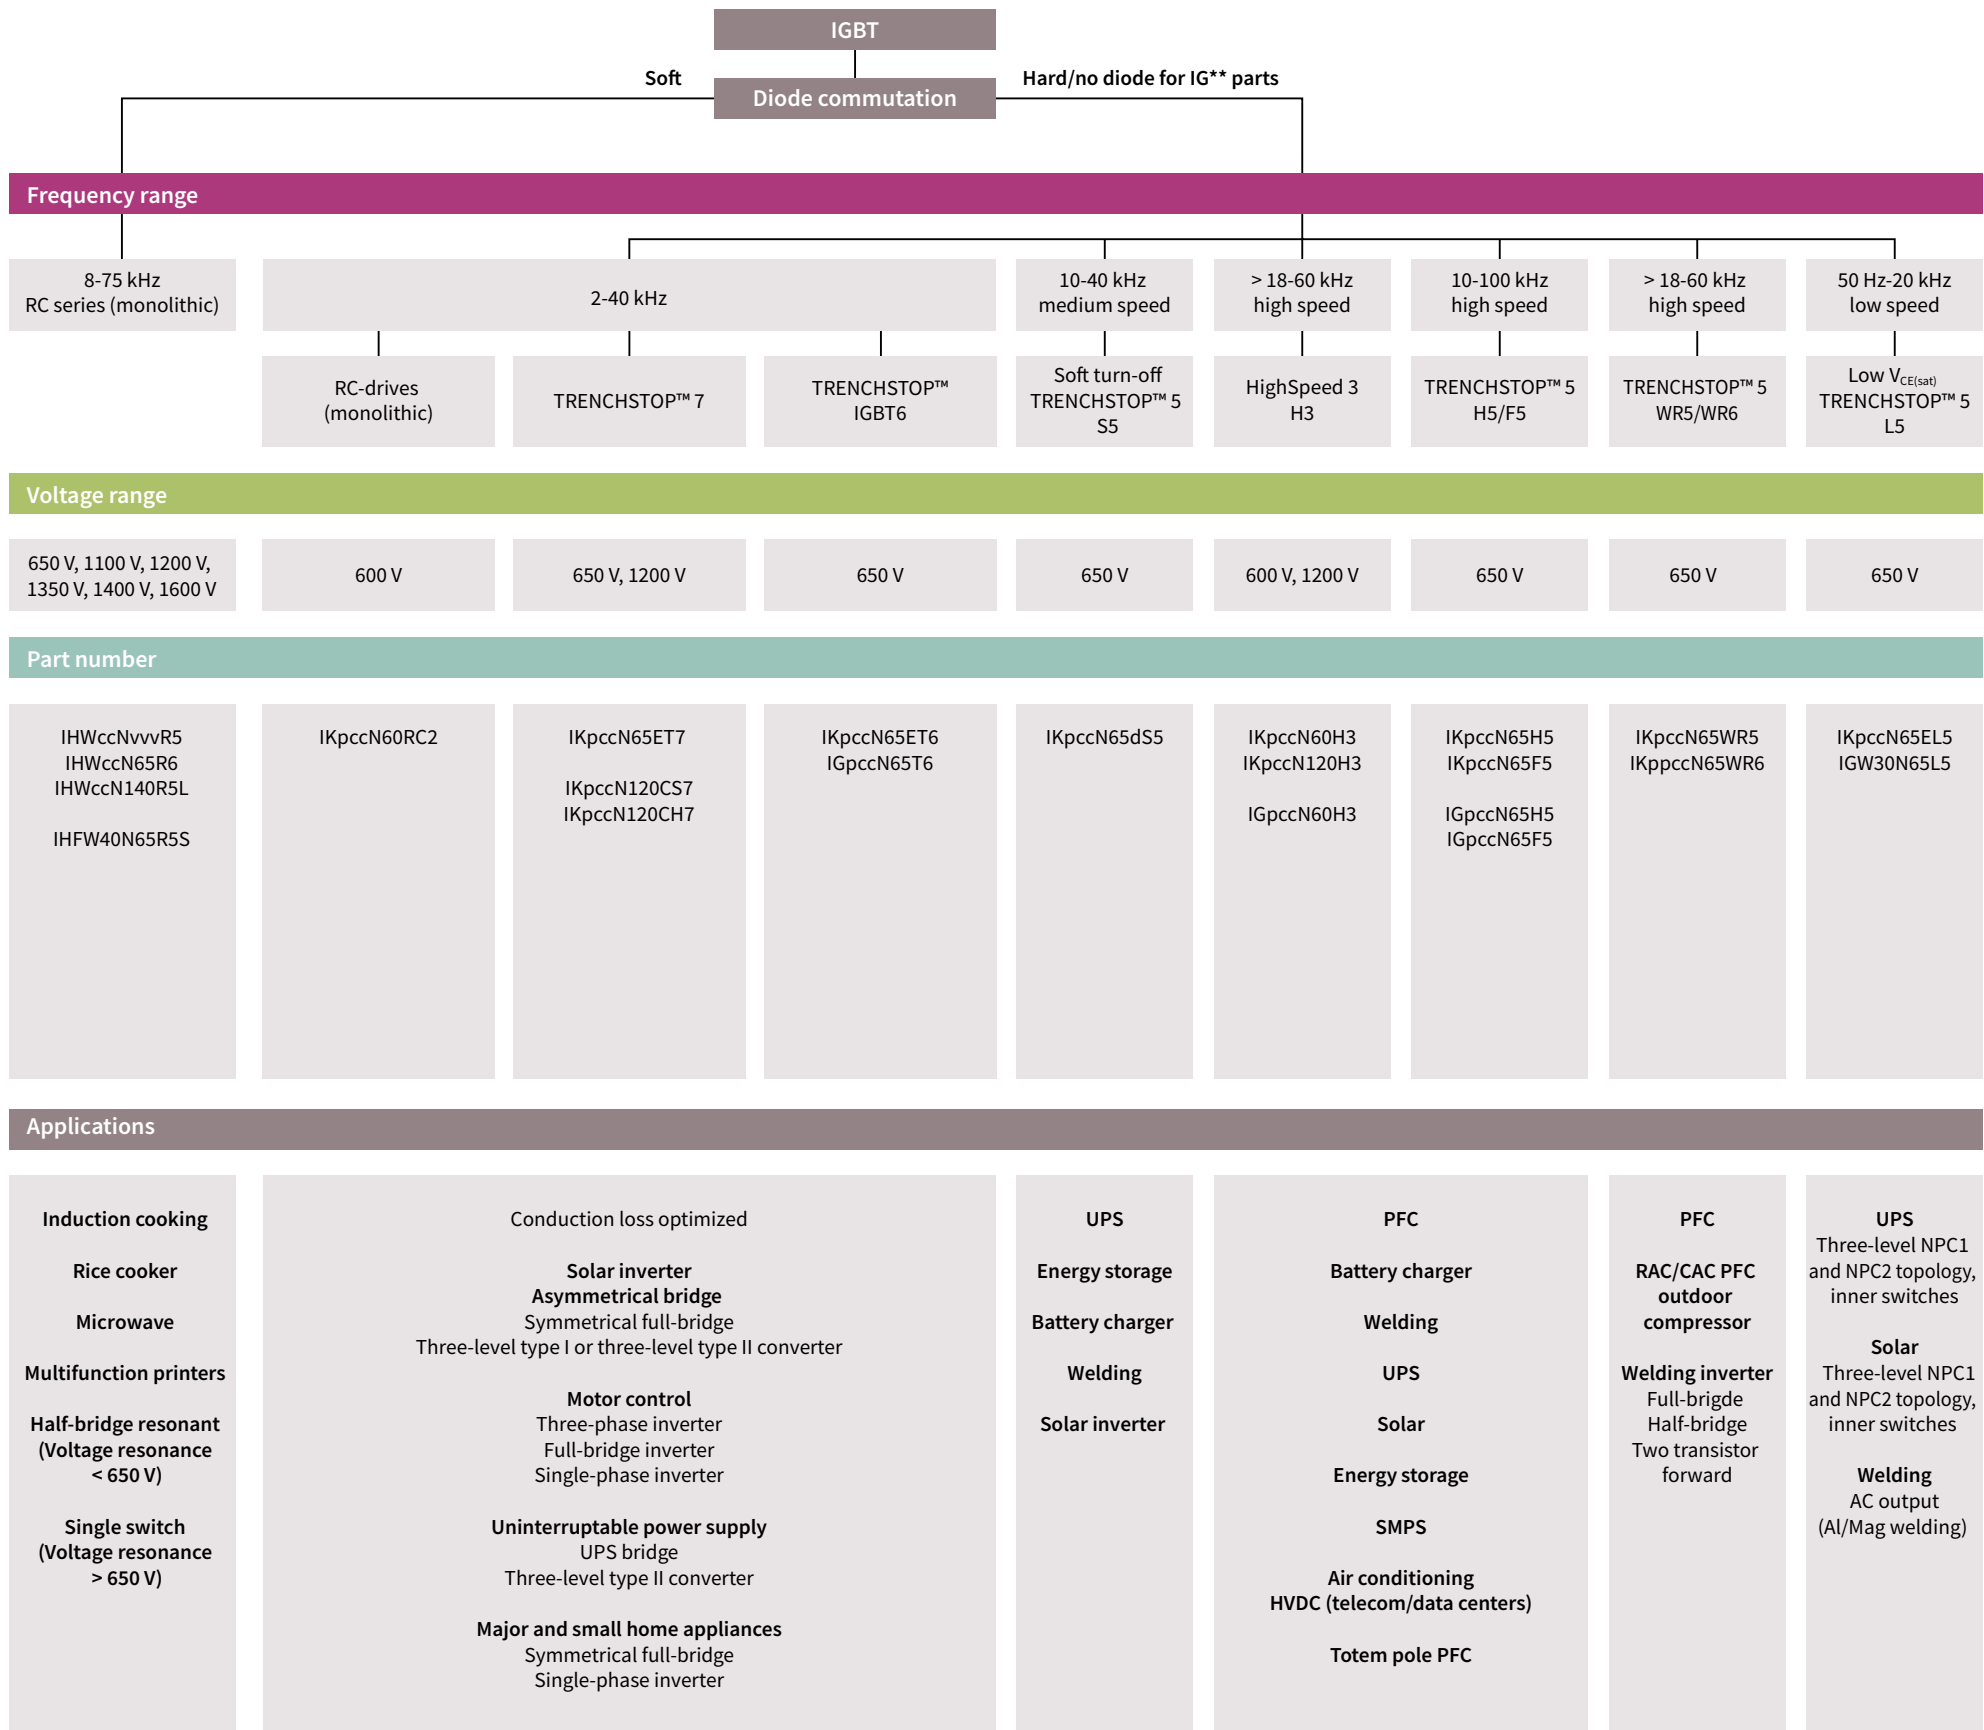 IGBT
Soft
Hard/no diode for IG** parts
Diode commutation
Frequency range
8-75 kHz
RC series (monolithic)
2-40 kHz
10-40 kHz
medium speed
> 18-60 kHz
high speed
10-100 kHz
high speed
> 18-60 kHz
high speed
50 Hz-20 kHz
low speed
RC-drives
(monolithic)
TRENCHSTOP™ 7
TRENCHSTOP™
IGBT6
Soft turn-off
TRENCHSTOP™ 5
S5
HighSpeed 3
H3
TRENCHSTOP™ 5
H5/F5
TRENCHSTOP™ 5
WR5/WR6
Low VCE(sat)
TRENCHSTOP™ 5
L5
Voltage range
650 V, 1100 V, 1200 V,
1350 V, 1400 V, 1600 V
600 V
650 V, 1200 V
650 V
650 V
600 V, 1200 V
650 V
650 V
650 V
Part number
IHWccNvvvR5
IHWccN65R6
IHWccN140R5L
IHFW40N65R5S
IKpccN60RC2
IKpccN65ET7
IKpccN120CS7
IKpccN120CH7
IKpccN65ET6
IGpccN65T6
IKpccN65dS5
IKpccN60H3
IKpccN120H3
IGpccN60H3
IKpccN65H5
IKpccN65F5
IGpccN65H5
IGpccN65F5
IKpccN65WR5
IKppccN65WR6
IKpccN65EL5
IGW30N65L5
Applications
Induction cooking
Rice cooker
Microwave
Multifunction printers
Half-bridge resonant
(Voltage resonance
< 650 V)
Single switch
(Voltage resonance
> 650 V)
Conduction loss optimized
Solar inverter
Asymmetrical bridge
Symmetrical full-bridge
Three-level type I or three-level type II converter
Motor control
Three-phase inverter
Full-bridge inverter
Single-phase inverter
Uninterruptable power supply
UPS bridge
Three-level type II converter
Major and small home appliances
Symmetrical full-bridge
Single-phase inverter
UPS
Energy storage
Battery charger
Welding
Solar inverter
PFC
Battery charger
Welding
UPS
Solar
Energy storage
SMPS
Air conditioning
HVDC (telecom/data centers)
Totem pole PFC
PFC
RAC/CAC PFC
outdoor
compressor
Welding inverter
Full-brigde
Half-bridge
Two transistor
forward
UPS
Three-level NPC1
and NPC2 topology,
inner switches
Solar
Three-level NPC1
and NPC2 topology,
inner switches
Welding
AC output
(Al/Mag welding)